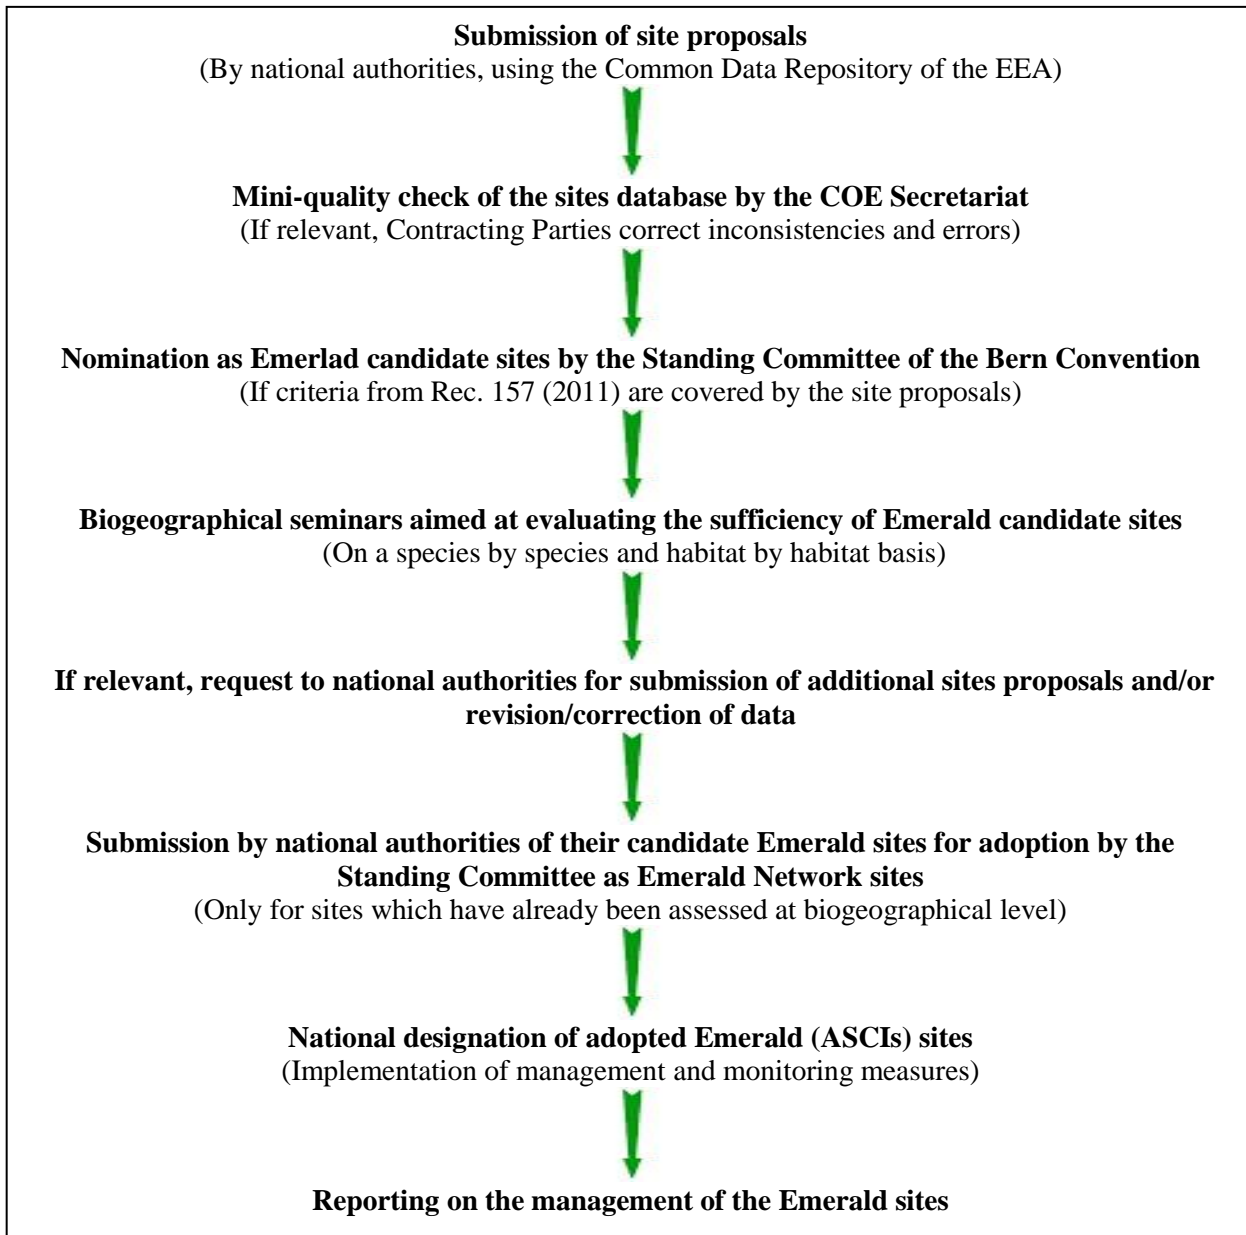 Submission of site proposals
(By national authorities, using the Common Data Repository of the EEA)
Mini-quality check of the sites database by the COE Secretariat
(If relevant, Contracting Parties correct inconsistencies and errors)
Nomination as Emerlad candidate sites by the Standing Committee of the Bern Convention
(If criteria from Rec. 157 (2011) are covered by the site proposals)
Biogeographical seminars aimed at evaluating the sufficiency of Emerald candidate sites
(On a species by species and habitat by habitat basis)
If relevant, request to national authorities for submission of additional sites proposals and/or
revision/correction of data
Submission by national authorities of their candidate Emerald sites for adoption by the
Standing Committee as Emerald Network sites
(Only for sites which have already been assessed at biogeographical level)
National designation of adopted Emerald (ASCIs) sites
(Implementation of management and monitoring measures)
Reporting on the management of the Emerald sites